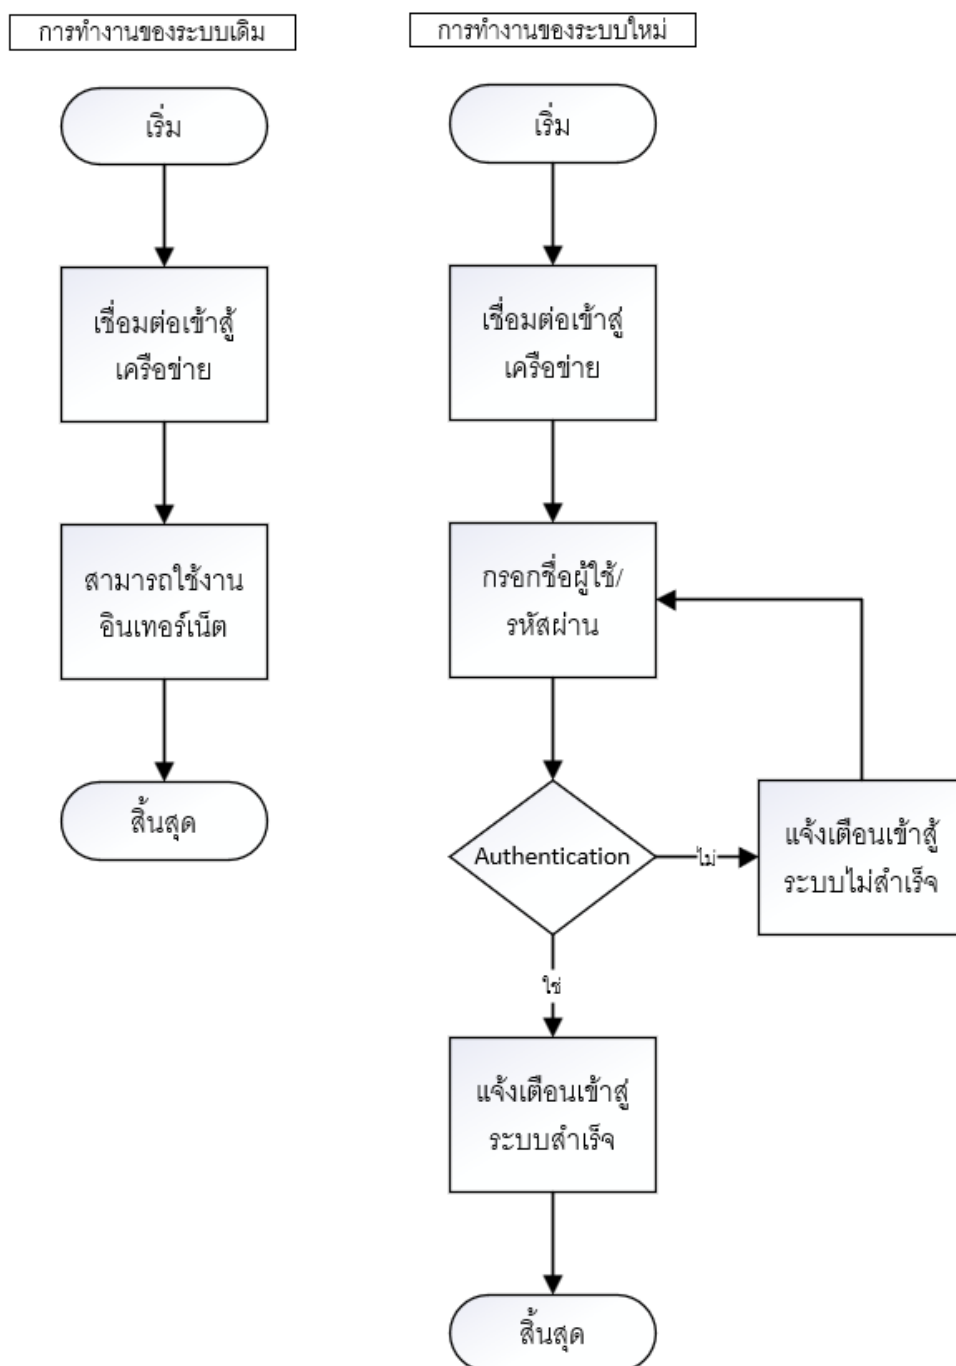 การทำงานของระบบเดิม
เริ่ม
เชื่อมต่อเข้าสู้
เครือข่าย
สามารถใช้งาน
อินเทอร์เน็ต
สิ้นสุด
การทำงานของระบบใหม่
เริ่ม
เชื่อมต่อเข้าสู่
เครือข่าย
กรอกชื่อผู้ใช้/
รหัสผ่าน
Authentication
ไม่
แจ้งเตือนเข้าสู้
ระบบไม่สำเร็จ
ใช่
แจ้งเตือนเข้าสู่
ระบบสำเร็จ
สิ้นสุด